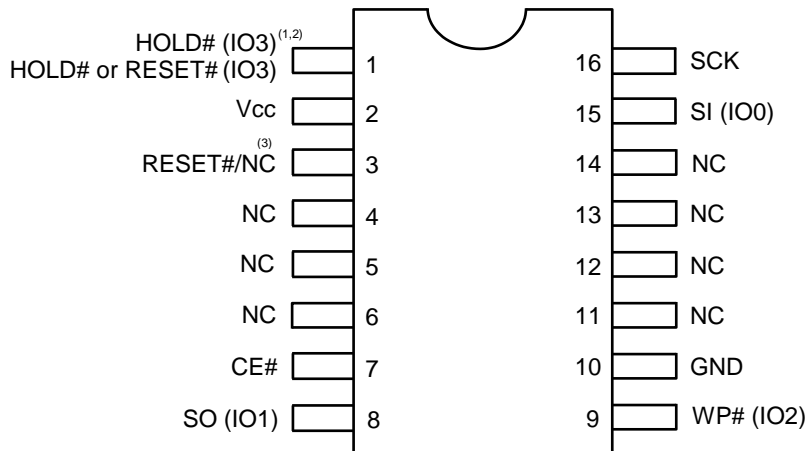 HOLD# (IO3) (1,2)
HOLD# or RESET# (IO3)
1
16
SCK
Vcc
2
15
SI (IO0)
RESET#/NC (3)
3
14
NC
NC
4
13
NC
NC
5
12
NC
NC
6
11
NC
CE#
7
10
GND
SO (IO1)
8
9
WP# (IO2)